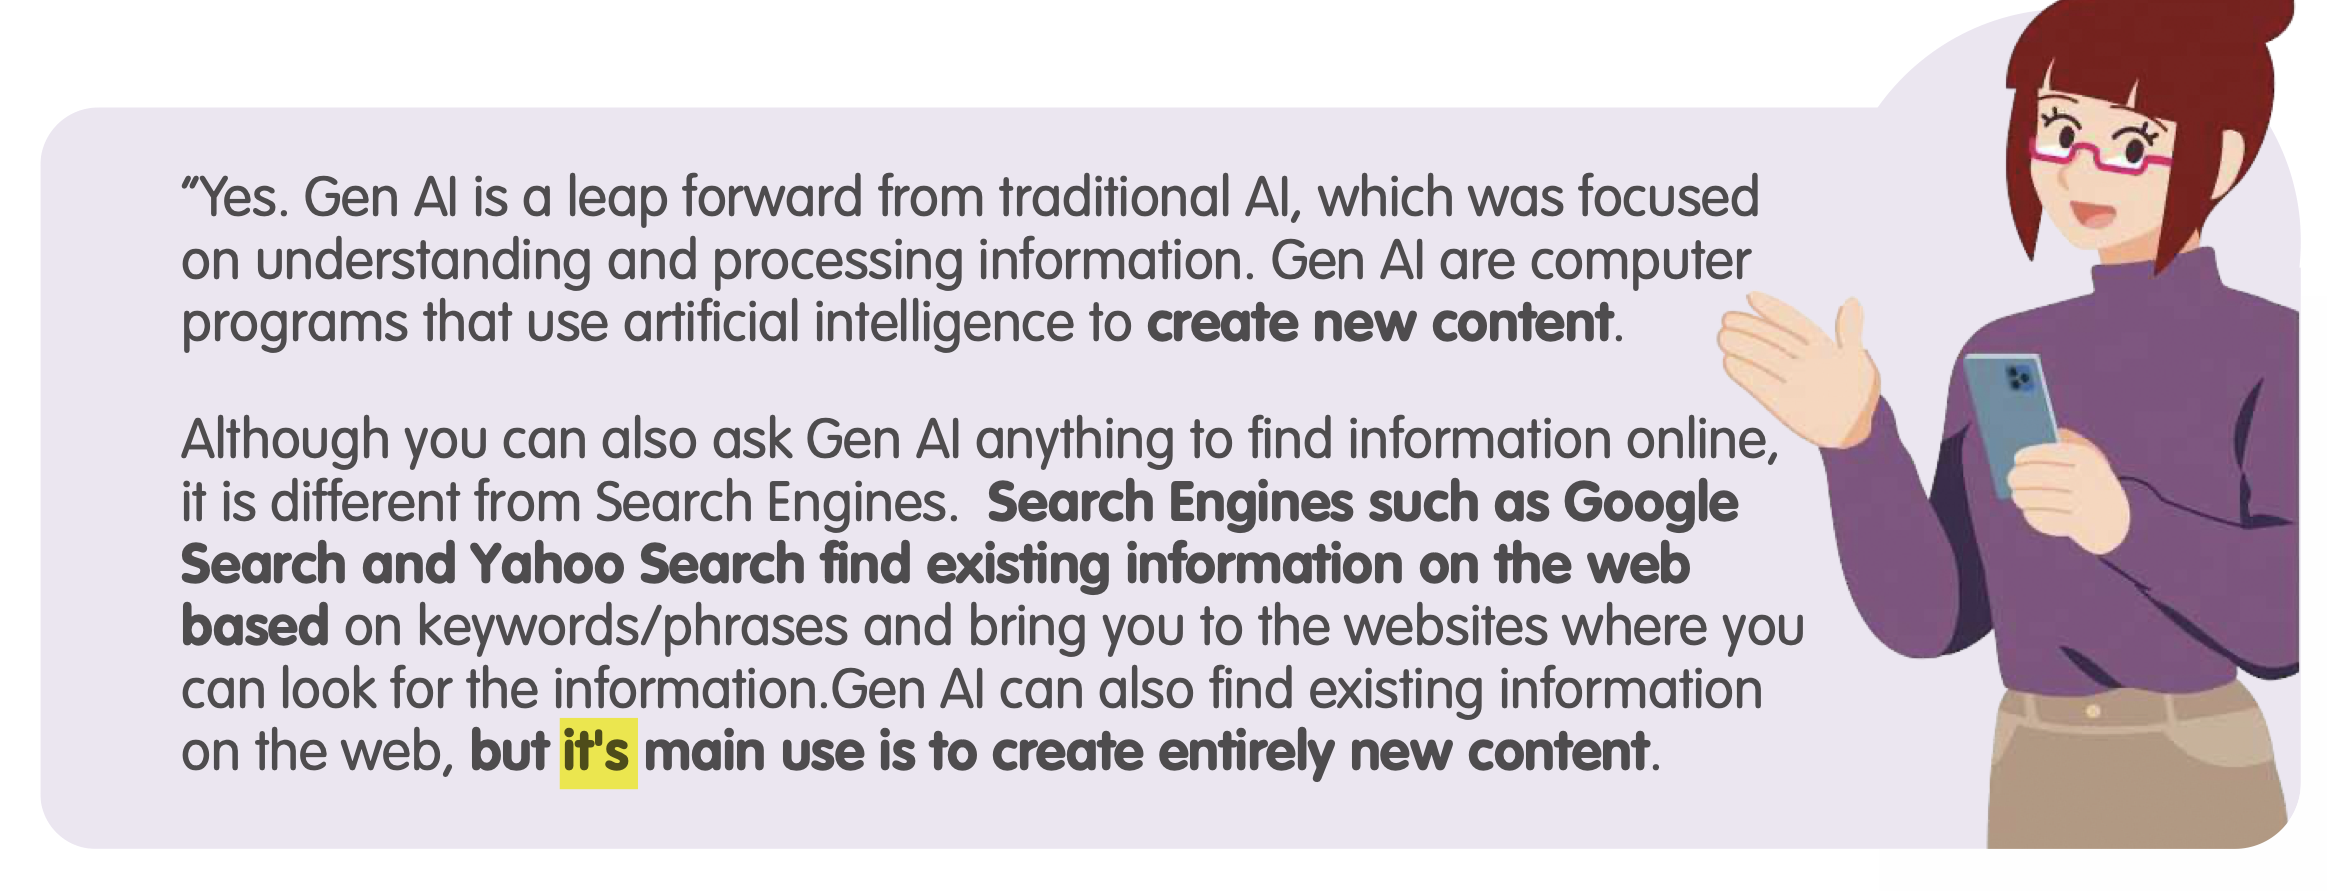 “Yes. Gen AI is a leap forward from traditional AI, which was focused
on understanding and processing information. Gen AI are computer
programs that use artificial intelligence to create new content.
Although you can also ask Gen AI anything to find information online,
it is different from Search Engines.  Search Engines such as Google
Search and Yahoo Search find existing information on the web
based on keywords/phrases and bring you to the websites where you
can look for the information.Gen AI can also find existing information
on the web, but it's main use is to create entirely new content.